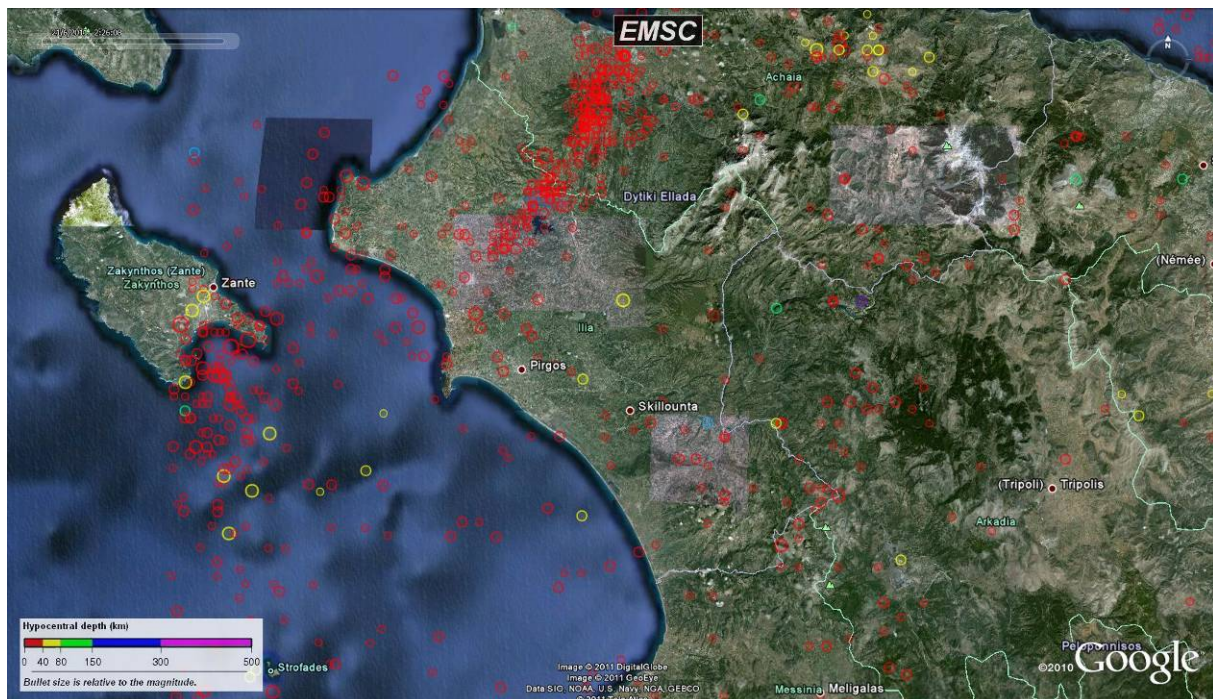 EMSC
Achaia
Dytiki Ellada
(Némée)
Zakynthos (Zante)
Zakynthos
Zante
Ilia
Pirgos
Skillounta
(Tripoli)
Tripolis
Arkadia
Hypocentral depth (km)
0 40 80 150 300 500
Bullet size is relative to the magnitude.
Strofades
Peloponnisos
©2010 Google
Image © 2011 DigitalGlobe
Image © 2011 GeoEye
Data SIO, NOAA, U.S. Navy, NGA, GEBCO
Messinia
Meligalas